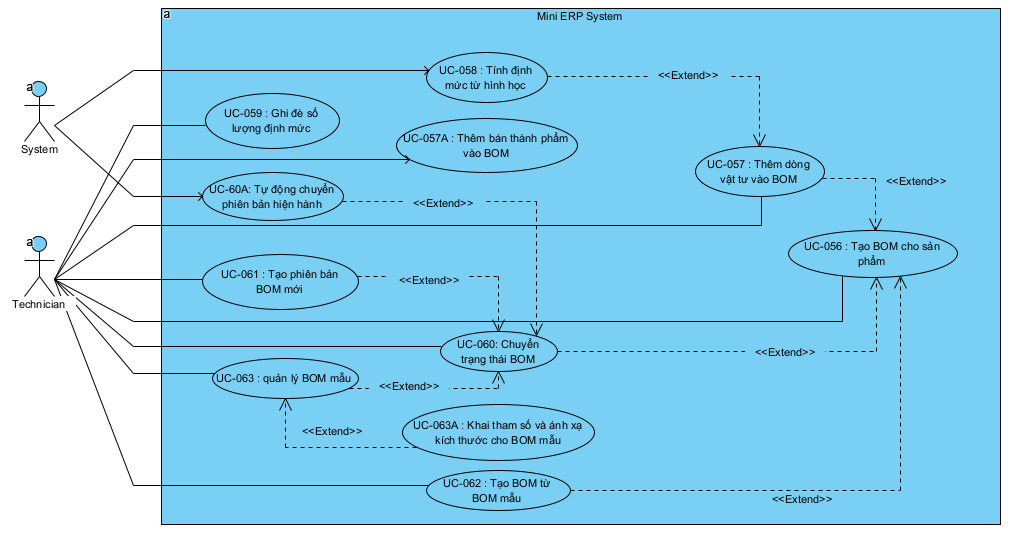 a
Mini ERP System
UC-058 : Tính định
mức từ hình học
<<Extend>>
a
System
UC-059 : Ghi đè số
lượng định mức
UC-057A : Thêm bán thành phẩm
vào BOM
UC-057 : Thêm dòng
vật tư vào BOM
<<Extend>>
UC-60A: Tự động chuyển
phiên bản hiện hành
<<Extend>>
a
Technician
UC-056 : Tạo BOM cho sản
phẩm
UC-061 : Tạo phiên bản
BOM mới
<<Extend>>
UC-060: Chuyển
trạng thái BOM
<<Extend>>
UC-063 : quản lý BOM mẫu
<<Extend>>
UC-063A : Khai tham số và ánh xạ
kích thước cho BOM mẫu
<<Extend>>
UC-062 : Tạo BOM từ
BOM mẫu
<<Extend>>